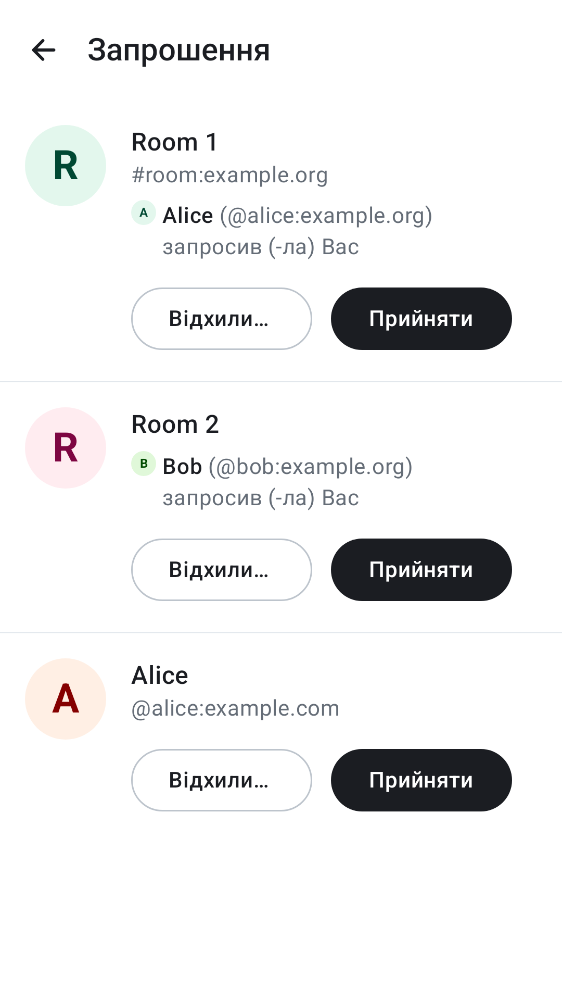 Запрошення
R
Room 1
#room:example.org
A Alice (@alice:example.org)
запросив (-ла) Вас
Відхили…
Прийняти
R
Room 2
B Bob (@bob:example.org)
запросив (-ла) Вас
Відхили…
Прийняти
A
Alice
@alice:example.com
Відхили…
Прийняти